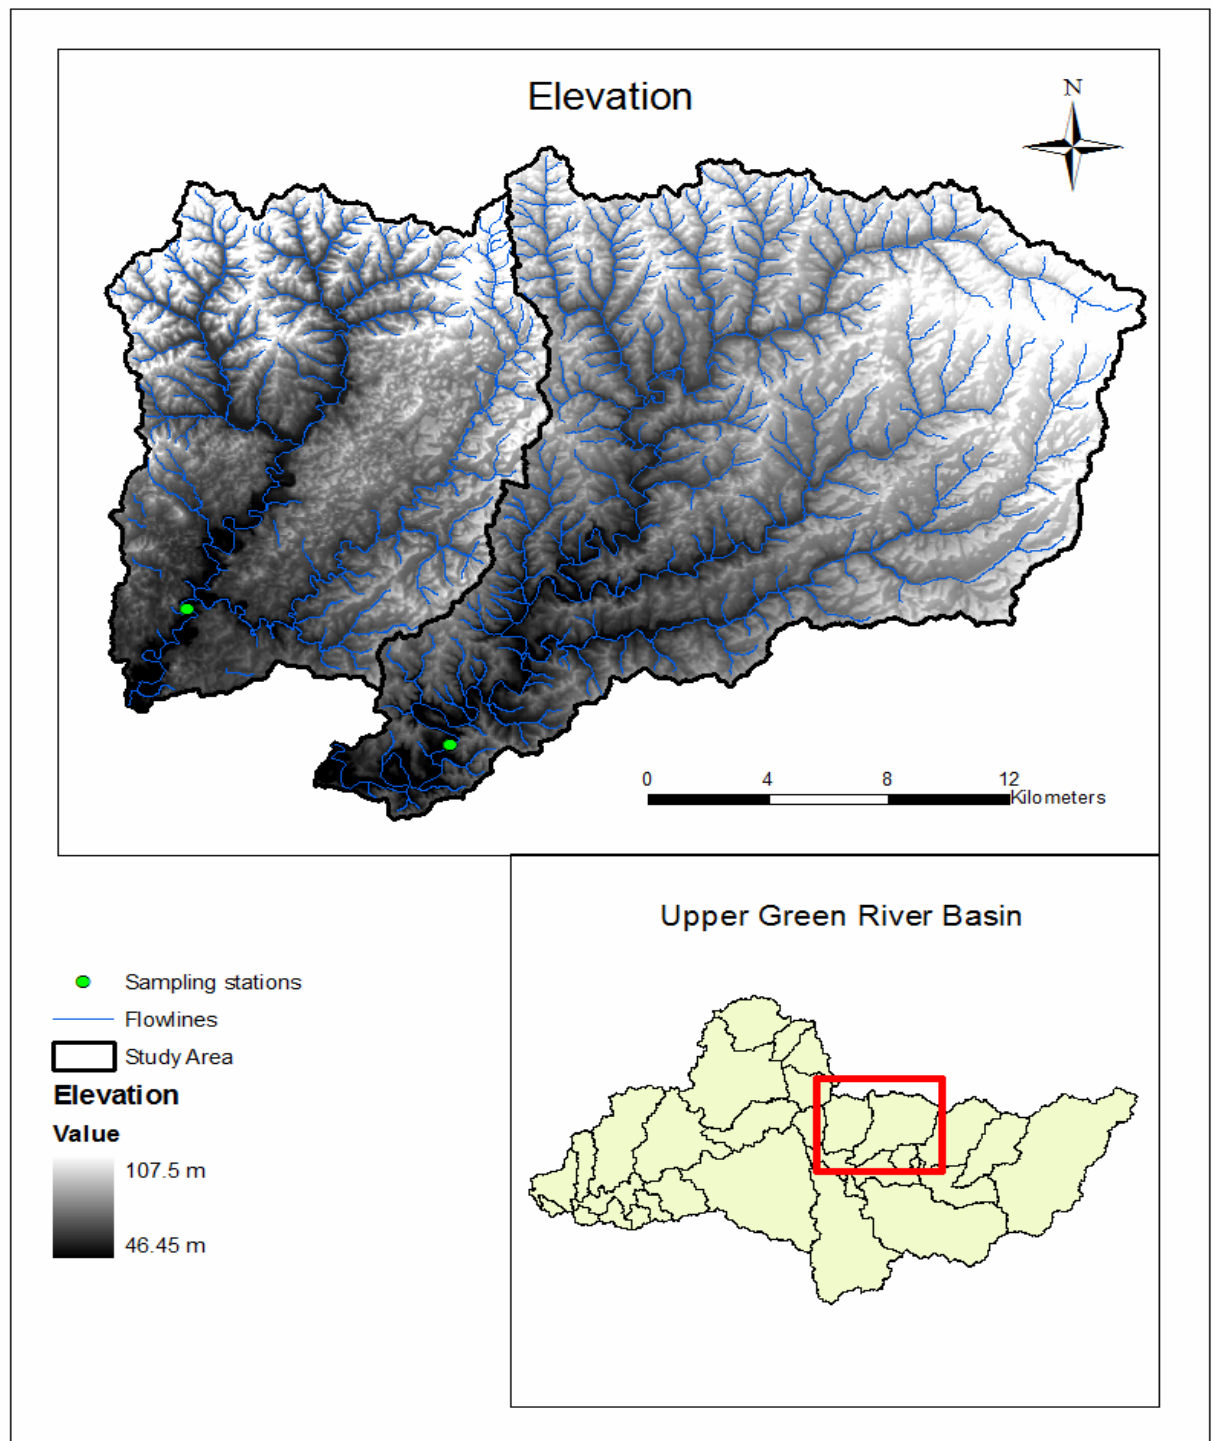 Elevation
N
0 4 8 12
Kilometers
Upper Green River Basin
Sampling stations
Flowlines
Study Area
Elevation
Value
107.5 m
46.45 m